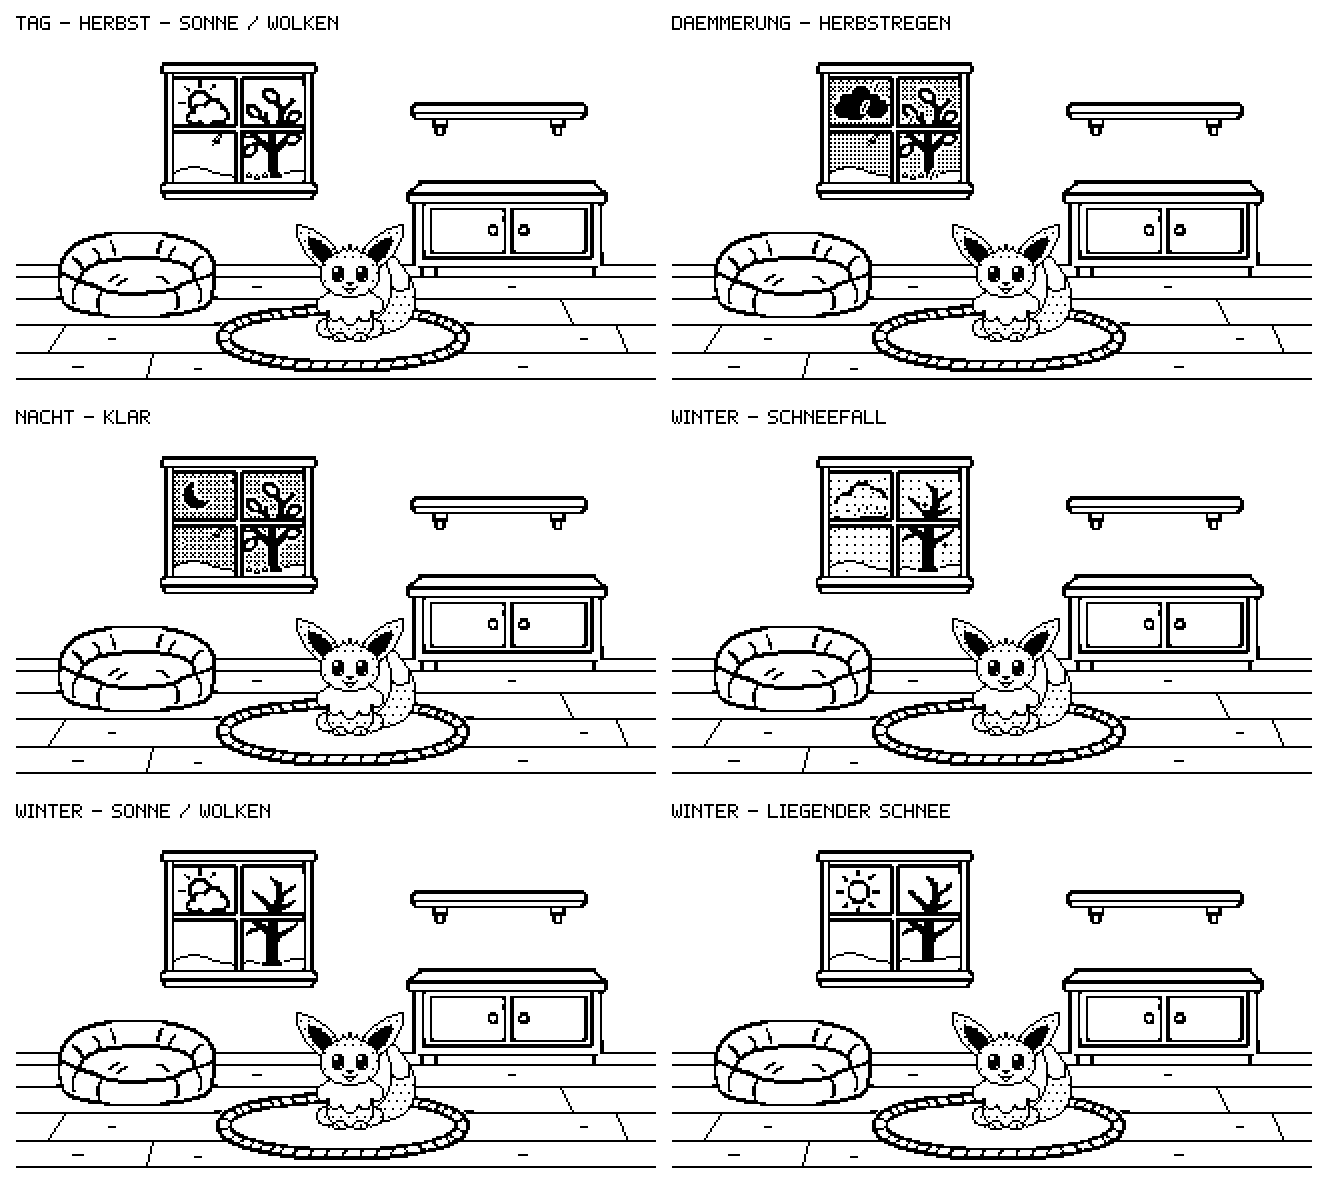 TAG - HERBST - SONNE / WOLKEN
DAEMMERUNG - HERBSTREGEN
NACHT - KLAR
WINTER - SCHNEEFALL
WINTER - SONNE / WOLKEN
WINTER - LIEGENDER SCHNEE